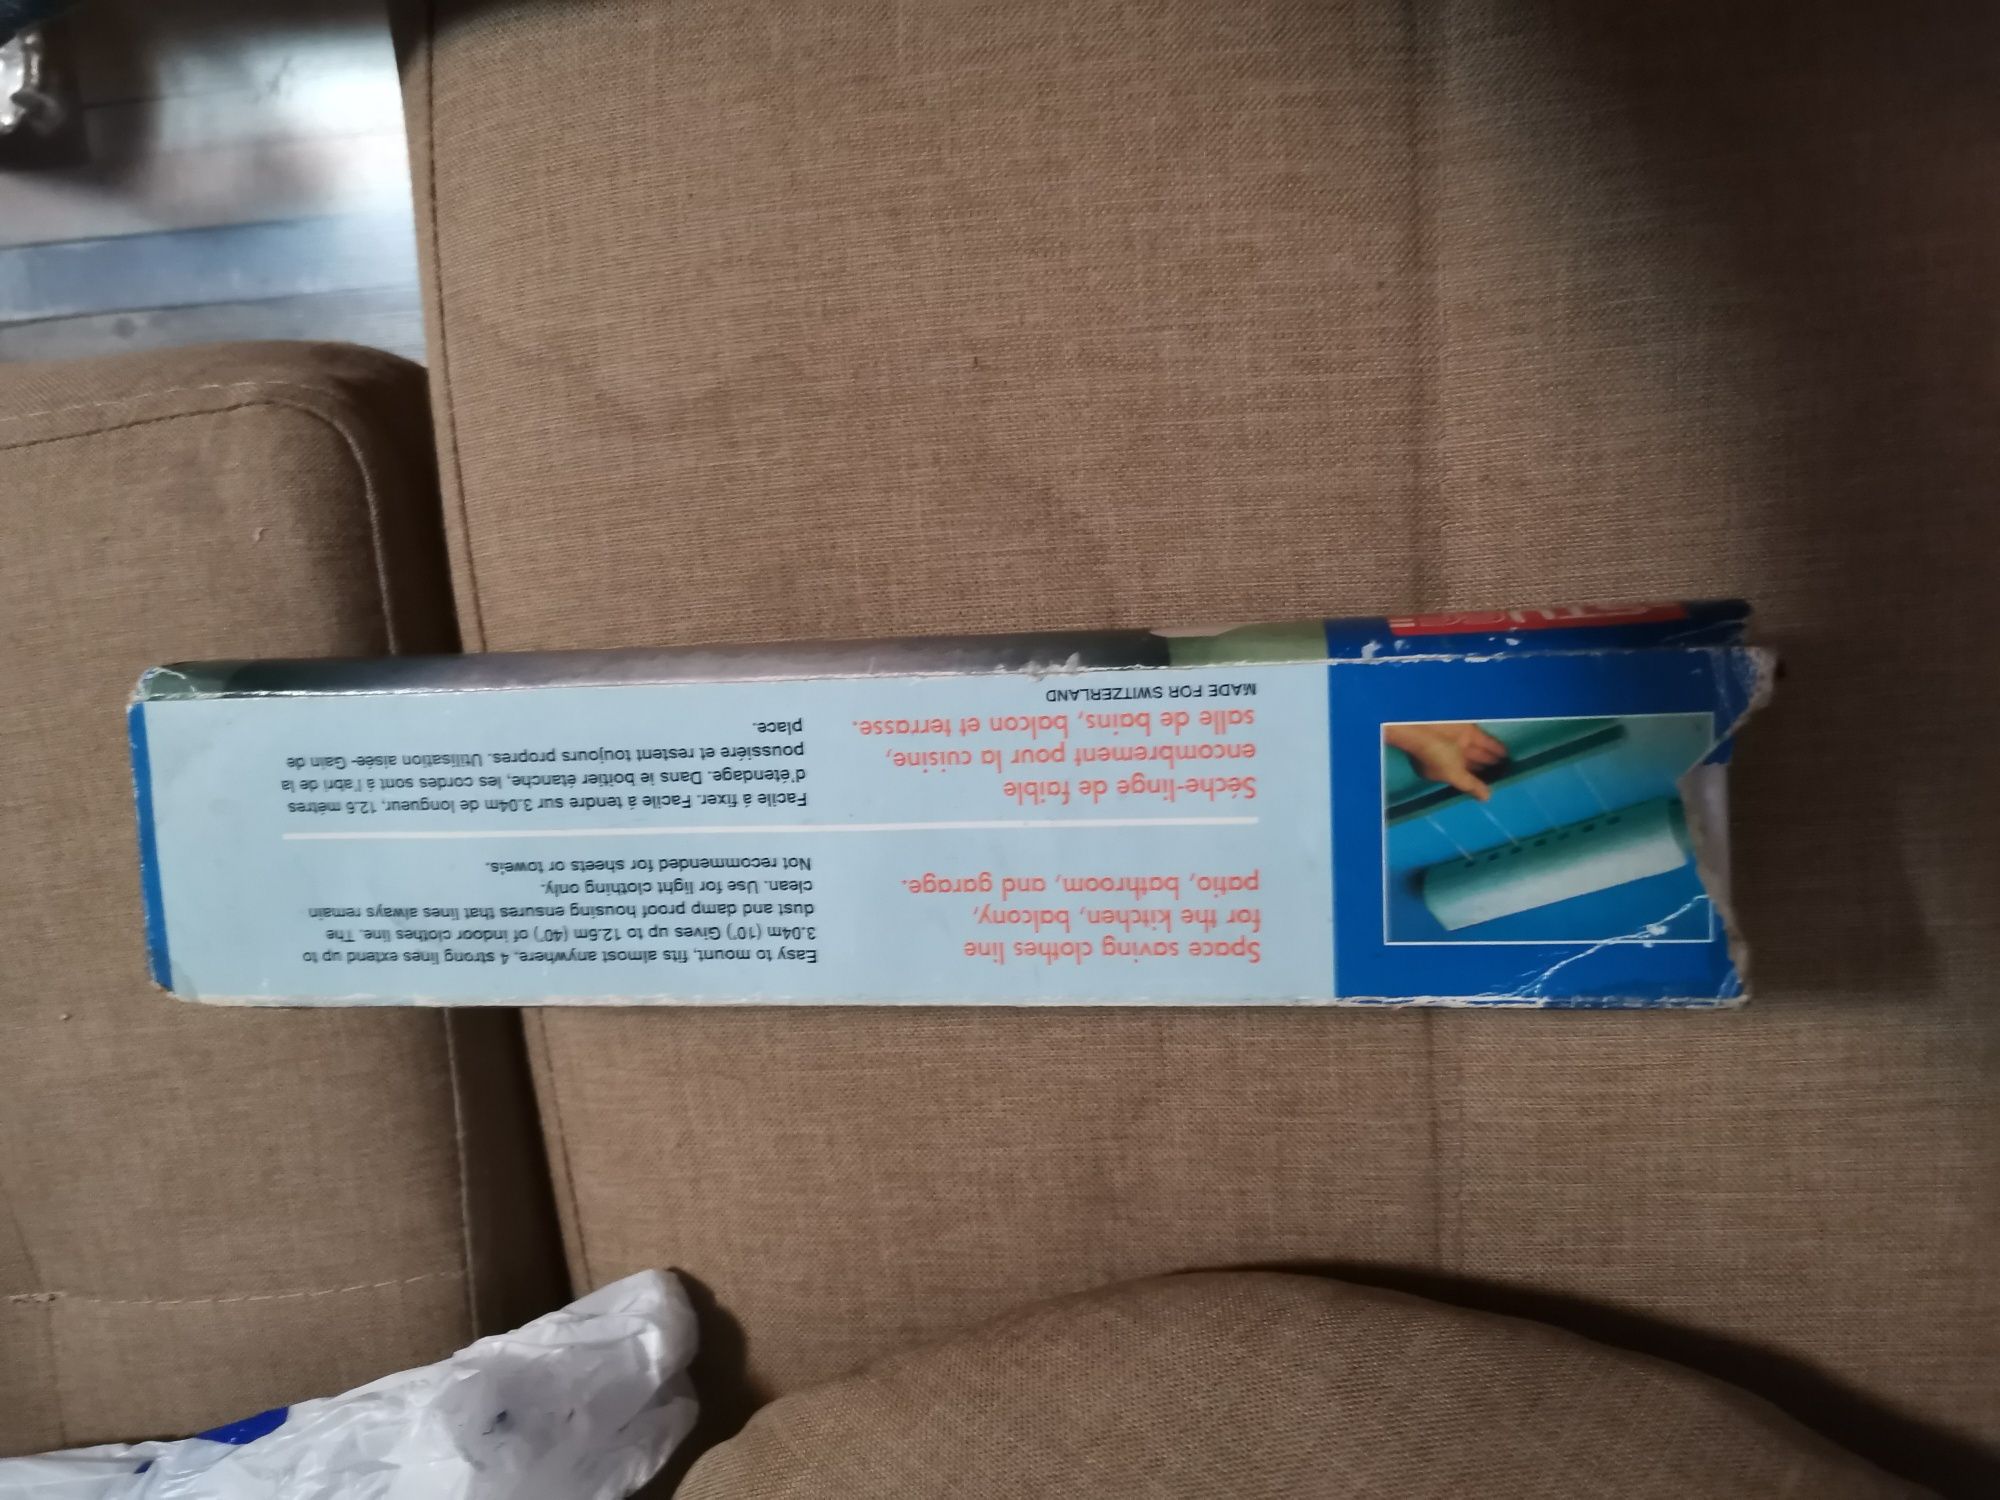 Space saving clothes line
for the kitchen, balcony,
patio, bathroom, and garage.
Easy to mount, fits almost anywhere. 4 strong lines extend up to
3.04m (10') Gives up to 12.5m (40') of indoor clothes line. The
dust and damp proof housing ensures that lines always remain
clean. Use for light clothing only.
Not recommended for sheets or towels.
Séche-linge de faible
encombrement pour la cuisine,
salle de bains, balcon et terrasse.
MADE FOR SWITZERLAND
Facile á fixer. Facile á tendre sur 3.04m de longueur, 12.5 métres
d'étendage. Dans le boîtier étanche, les cordes sont á l'abri de la
poussiére et restent toujours propres. Utilisation aisée- Gain de
place.